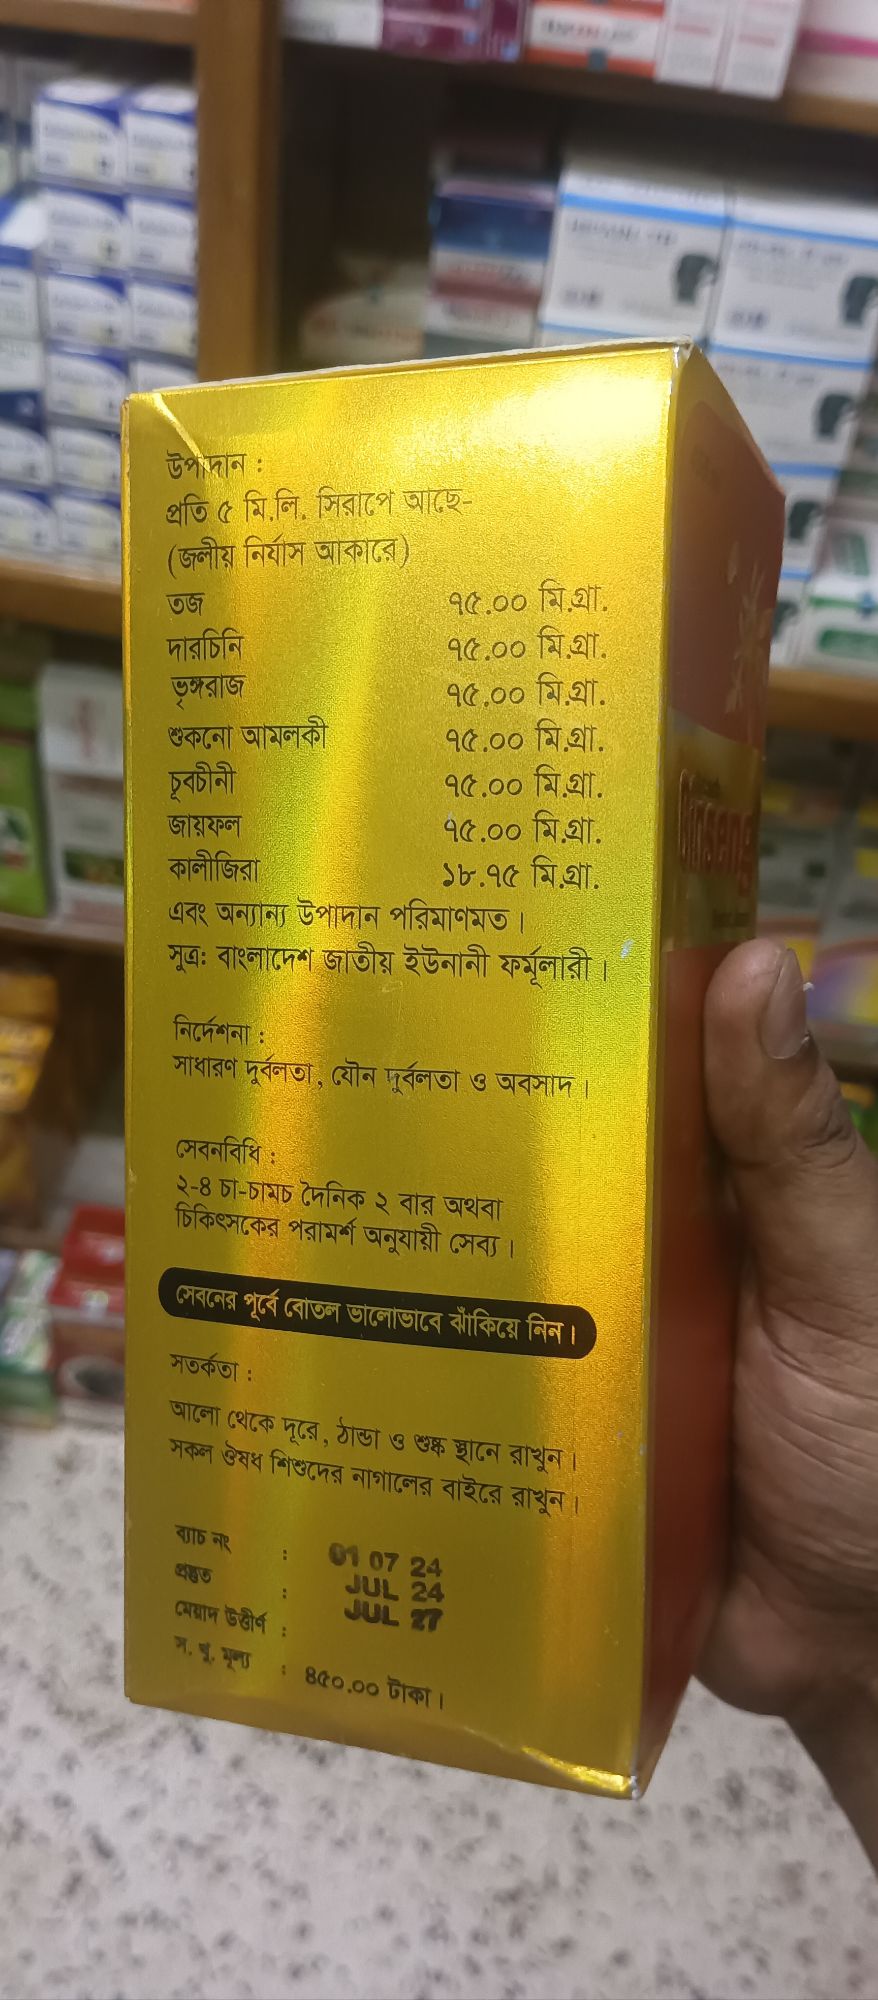 উপাদান :
প্রতি ৫ মি.লি. সিরাপে আছে-
(জলীয় নির্যাস আকারে)
তজ ৭৫.০০ মি.গ্রা.
দারচিনি ৭৫.০০ মি.গ্রা.
ভৃঙ্গরাজ ৭৫.০০ মি.গ্রা.
শুকনো আমলকী ৭৫.০০ মি.গ্রা.
চূবচীনী ৭৫.০০ মি.গ্রা.
জায়ফল ৭৫.০০ মি.গ্রা.
কালীজিরা ১৮.৭৫ মি.গ্রা.
এবং অন্যান্য উপাদান পরিমাণমত।
সুত্র: বাংলাদেশ জাতীয় ইউনানী ফর্মূলারী।
নির্দেশনা :
সাধারণ দুর্বলতা, যৌন দুর্বলতা ও অবসাদ।
সেবনবিধি :
২-৪ চা-চামচ দৈনিক ২ বার অথবা
চিকিৎসকের পরামর্শ অনুযায়ী সেব্য।
সেবনের পূর্বে বোতল ভালোভাবে ঝাঁকিয়ে নিন।
সতর্কতা :
আলো থেকে দূরে, ঠান্ডা ও শুষ্ক স্থানে রাখুন।
সকল ঔষধ শিশুদের নাগালের বাইরে রাখুন।
ব্যাচ নং : 01 07 24
প্রস্তুত : JUL 24
মেয়াদ উত্তীর্ণ : JUL 27
স. খু. মূল্য : ৪৫০.০০ টাকা।
Ginseng